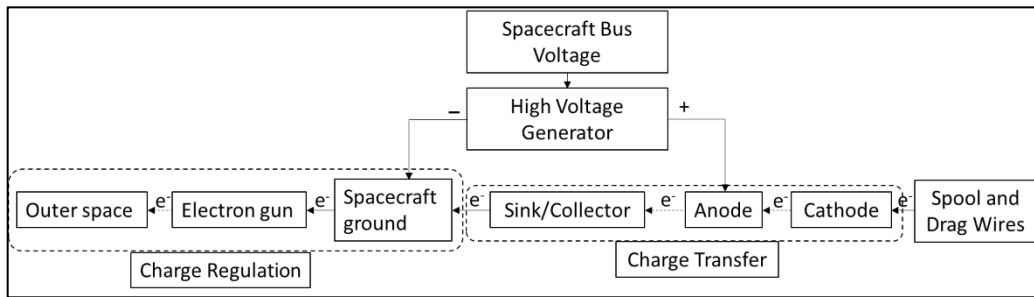 Spacecraft Bus
Voltage
High Voltage
Generator
−
+
Outer space
e-
Electron gun
e-
Spacecraft
ground
e-
Sink/Collector
e-
Anode
e-
Cathode
e-
Spool and
Drag Wires
Charge Regulation
Charge Transfer